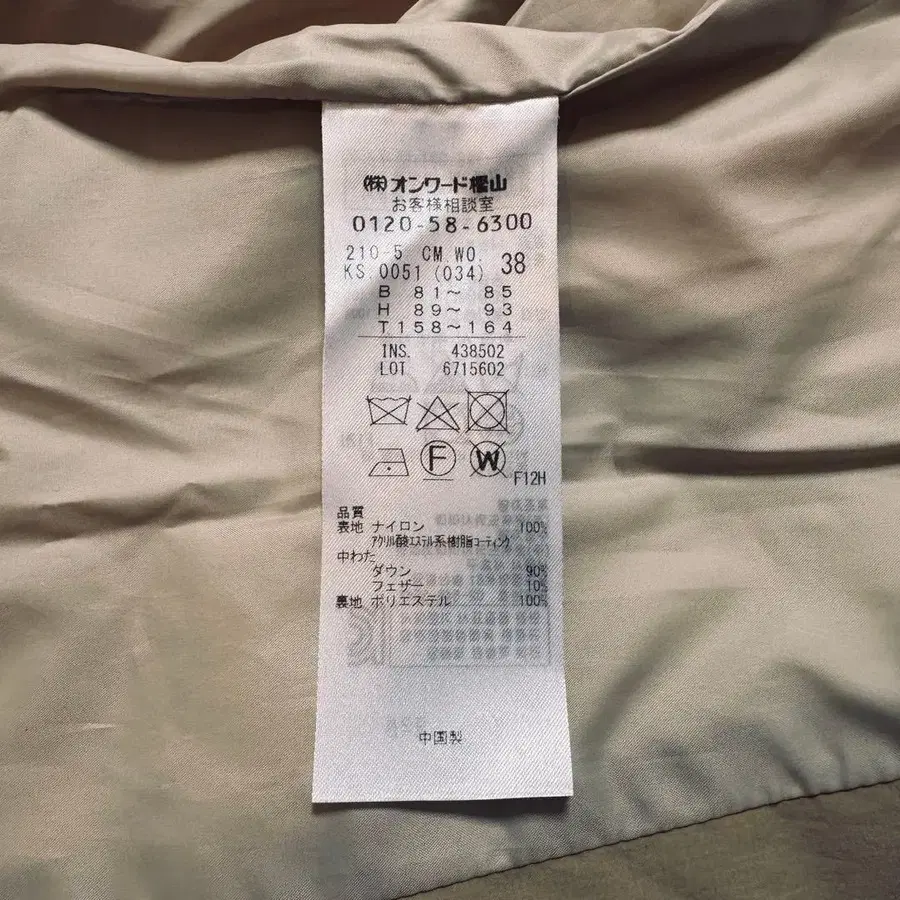 (株)オンワード樫山
お客様相談室
0120-58-6300
210-5 CM.WO. 38
KS.0051 (034)
B 81〜 85
H 89〜 93
T 158〜164
INS. 438502
LOT 6715602
F W F12H
品質
表地 ナイロン 100%
アクリル酸エステル系樹脂コーティング
中わた
ダウン 90%
フェザー 10%
裏地 ポリエステル 100%
中国製